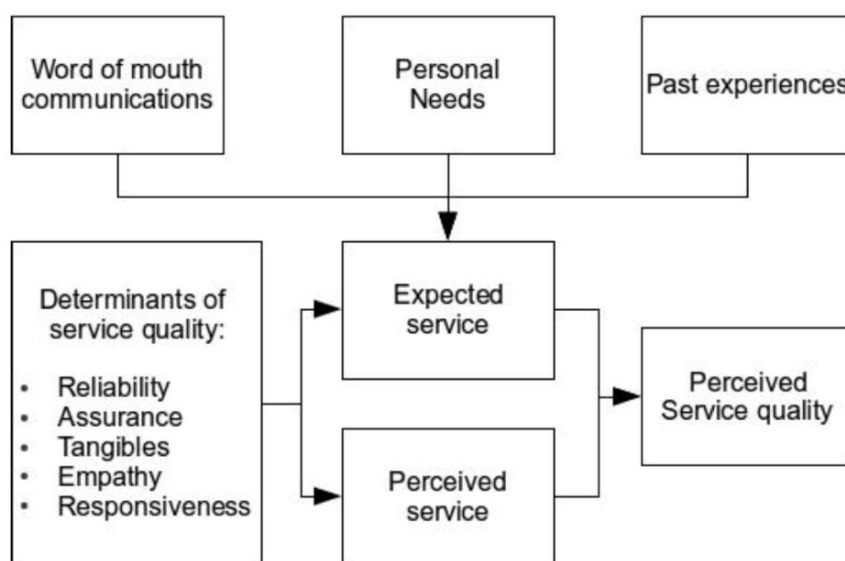 Word of mouth
communications
Personal
Needs
Past experiences
Determinants of
service quality:
• Reliability
• Assurance
• Tangibles
• Empathy
• Responsiveness
Expected
service
Perceived
service
Perceived
Service quality